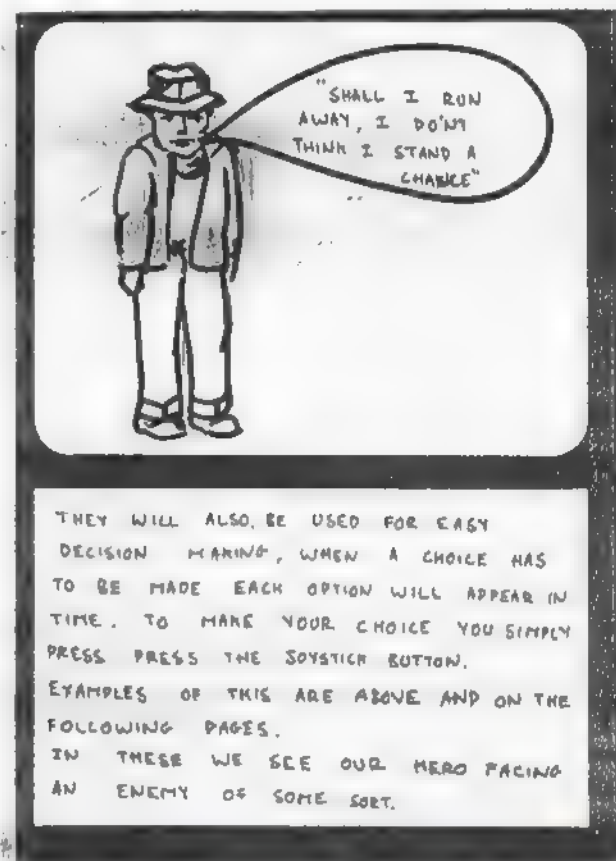 "SHALL I RUN
AWAY, I DO'NT
THINK I STAND A
CHANCE"
THEY WILL ALSO, BE USED FOR EASY
DECISION MAKING, WHEN A CHOICE HAS
TO BE MADE EACH OPTION WILL APPEAR IN
TIME. TO MAKE YOUR CHOICE YOU SIMPLY
PRESS PRESS THE JOYSTICK BUTTON.
EXAMPLES OF THIS ARE ABOVE AND ON THE
FOLLOWING PAGES.
IN THESE WE SEE OUR HERO FACING
AN ENEMY OF SOME SORT.